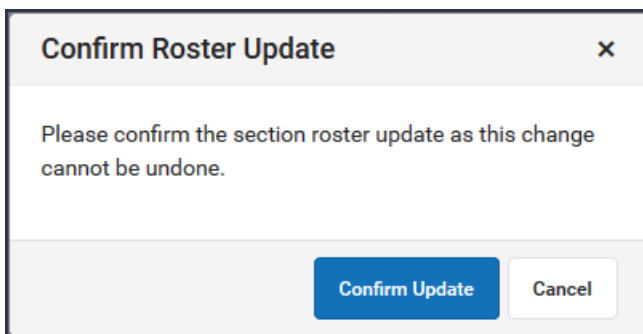 Confirm Roster Update ×
Please confirm the section roster update as this change
cannot be undone.
Confirm Update Cancel